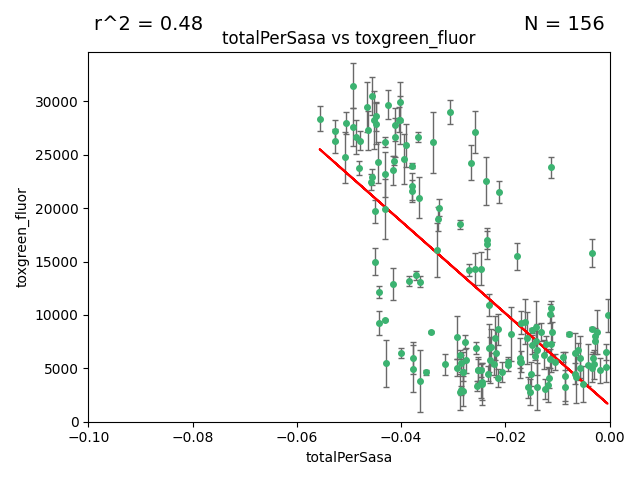 r^2 = 0.48
N = 156
totalPerSasa vs toxgreen_fluor
toxgreen_fluor
30000
25000
20000
15000
10000
5000
0
−0.10
−0.08
−0.06
−0.04
−0.02
0.00
totalPerSasa